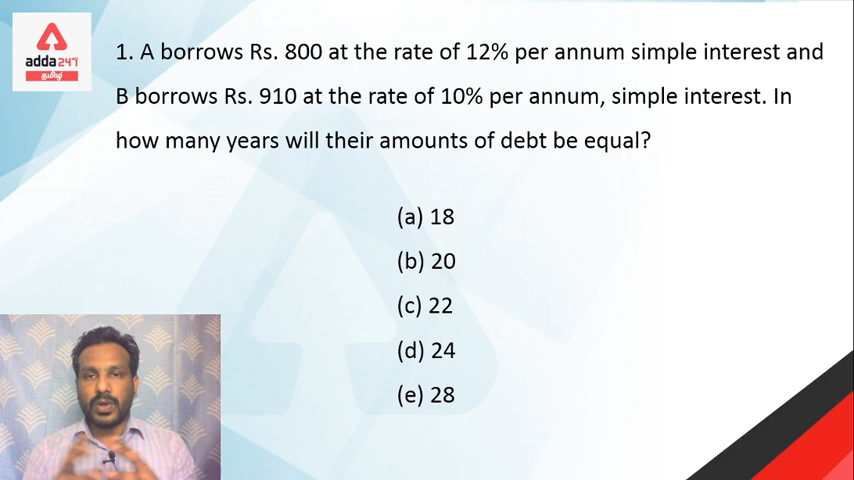 adda247
தமிழ்
1. A borrows Rs. 800 at the rate of 12% per annum simple interest and
B borrows Rs. 910 at the rate of 10% per annum, simple interest. In
how many years will their amounts of debt be equal?
(a) 18
(b) 20
(c) 22
(d) 24
(e) 28